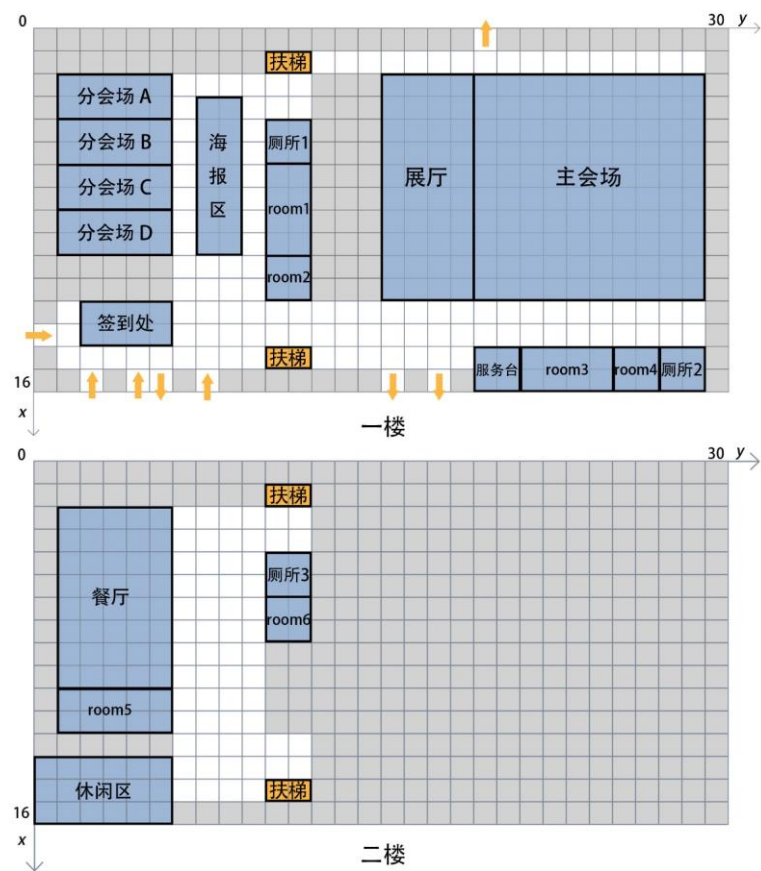 0
30
y
扶梯
分会场 A
分会场 B
分会场 C
分会场 D
海
报
区
厕所1
room1
room2
展厅
主会场
签到处
扶梯
服务台
room3
room4
厕所2
16
x
一楼
0
30
y
扶梯
餐厅
厕所3
room6
room5
休闲区
扶梯
16
x
二楼